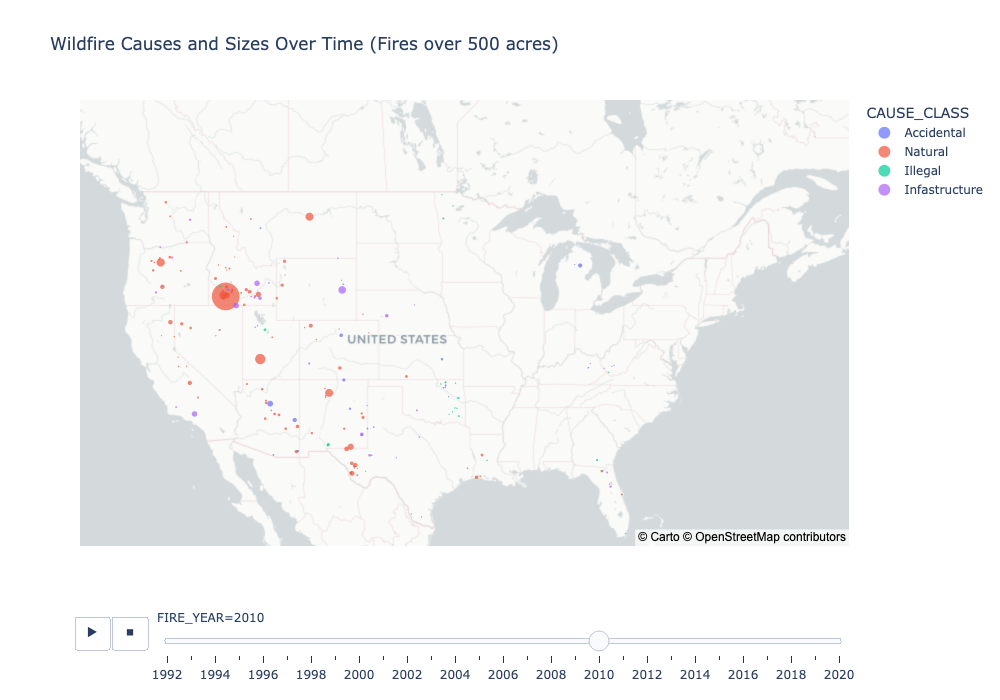 Wildfire Causes and Sizes Over Time (Fires over 500 acres)
CAUSE_CLASS
Accidental
Natural
Illegal
Infastructure
UNITED STATES
© Carto © OpenStreetMap contributors
FIRE_YEAR=2010
1992 1994 1996 1998 2000 2002 2004 2006 2008 2010 2012 2014 2016 2018 2020